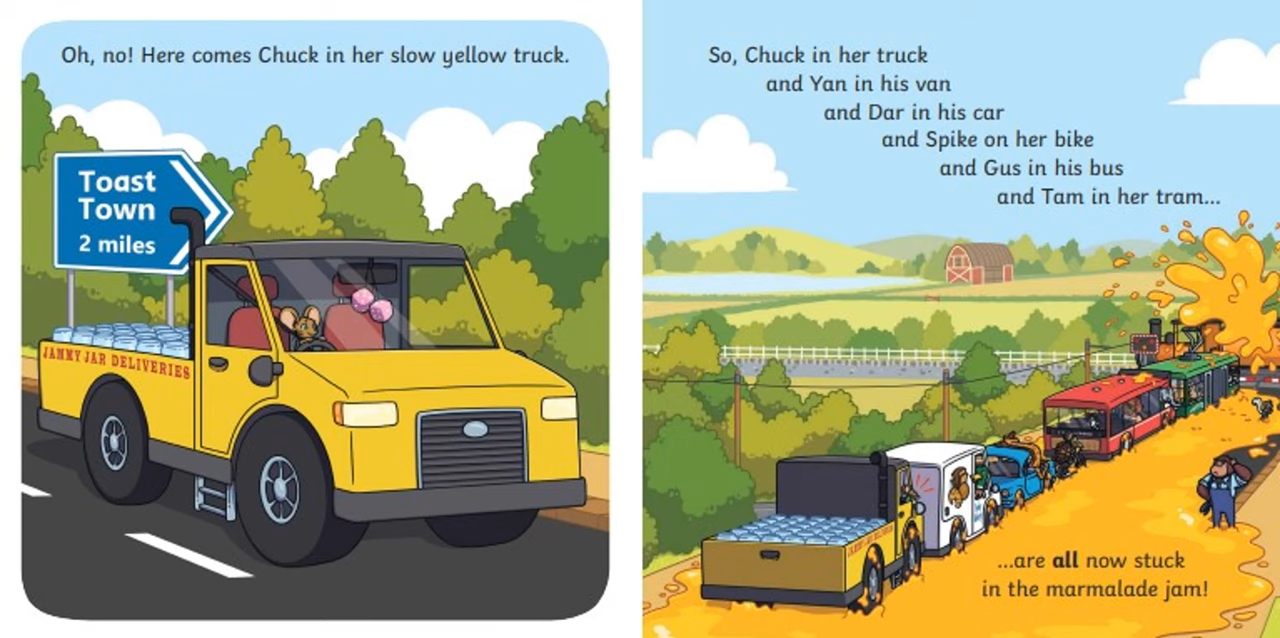 Oh, no! Here comes Chuck in her slow yellow truck.
Toast
Town
2 miles
JAMMY JAR DELIVERIES
So, Chuck in her truck
and Yan in his van
and Dar in his car
and Spike on her bike
and Gus in his bus
and Tam in her tram...
...are all now stuck
in the marmalade jam!